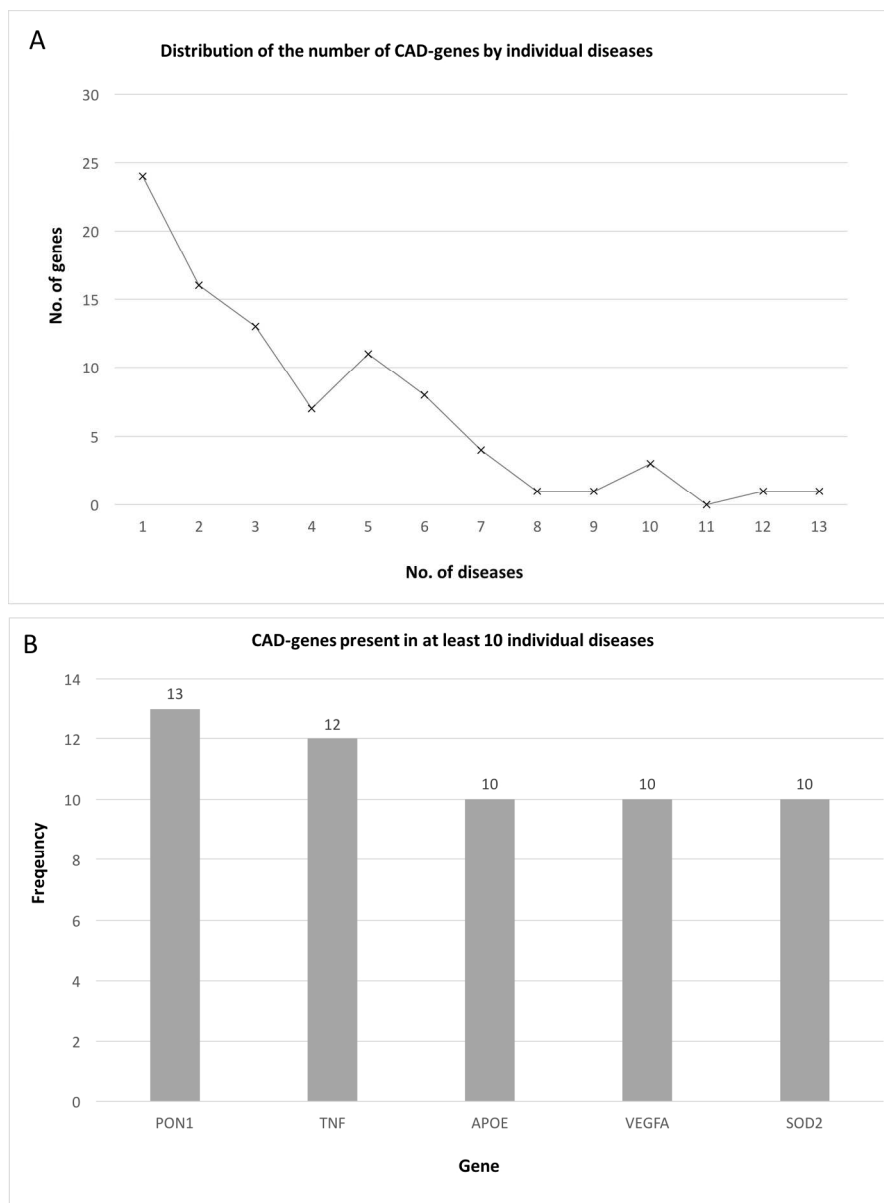 A
Distribution of the number of CAD-genes by individual diseases
30
25
20
15
10
5
0
No. of genes
1 2 3 4 5 6 7 8 9 10 11 12 13
No. of diseases
B
CAD-genes present in at least 10 individual diseases
14
12
10
8
6
4
2
0
Freqeuncy
13 12 10 10 10
PON1 TNF APOE VEGFA SOD2
Gene